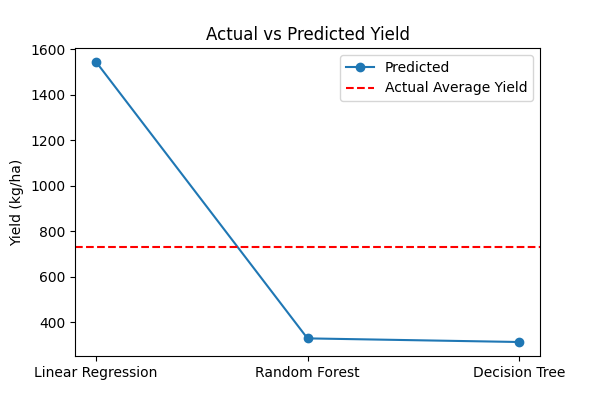 Actual vs Predicted Yield
Predicted
Actual Average Yield
Yield (kg/ha)
1600
1400
1200
1000
800
600
400
Linear Regression
Random Forest
Decision Tree